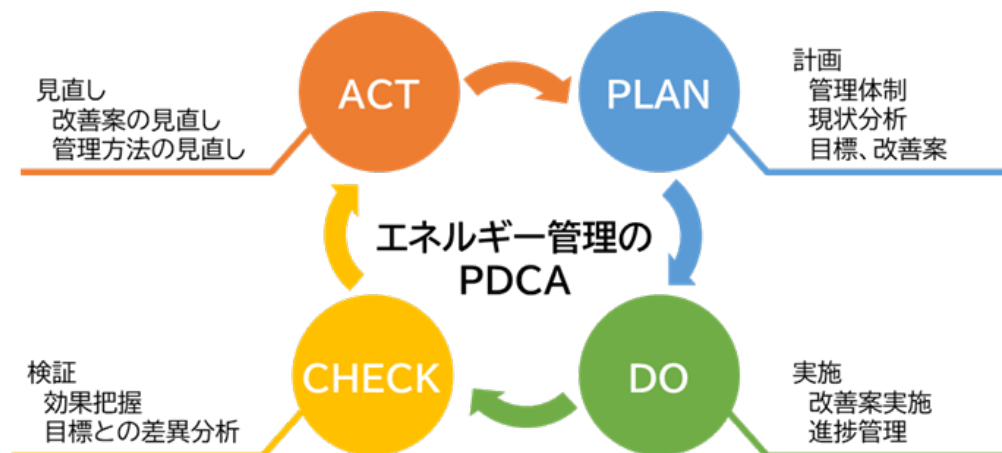 ACT
見直し
改善案の見直し
管理方法の見直し
PLAN
計画
管理体制
現状分析
目標、改善案
エネルギー管理の
PDCA
CHECK
検証
効果把握
目標との差異分析
DO
実施
改善案実施
進捗管理